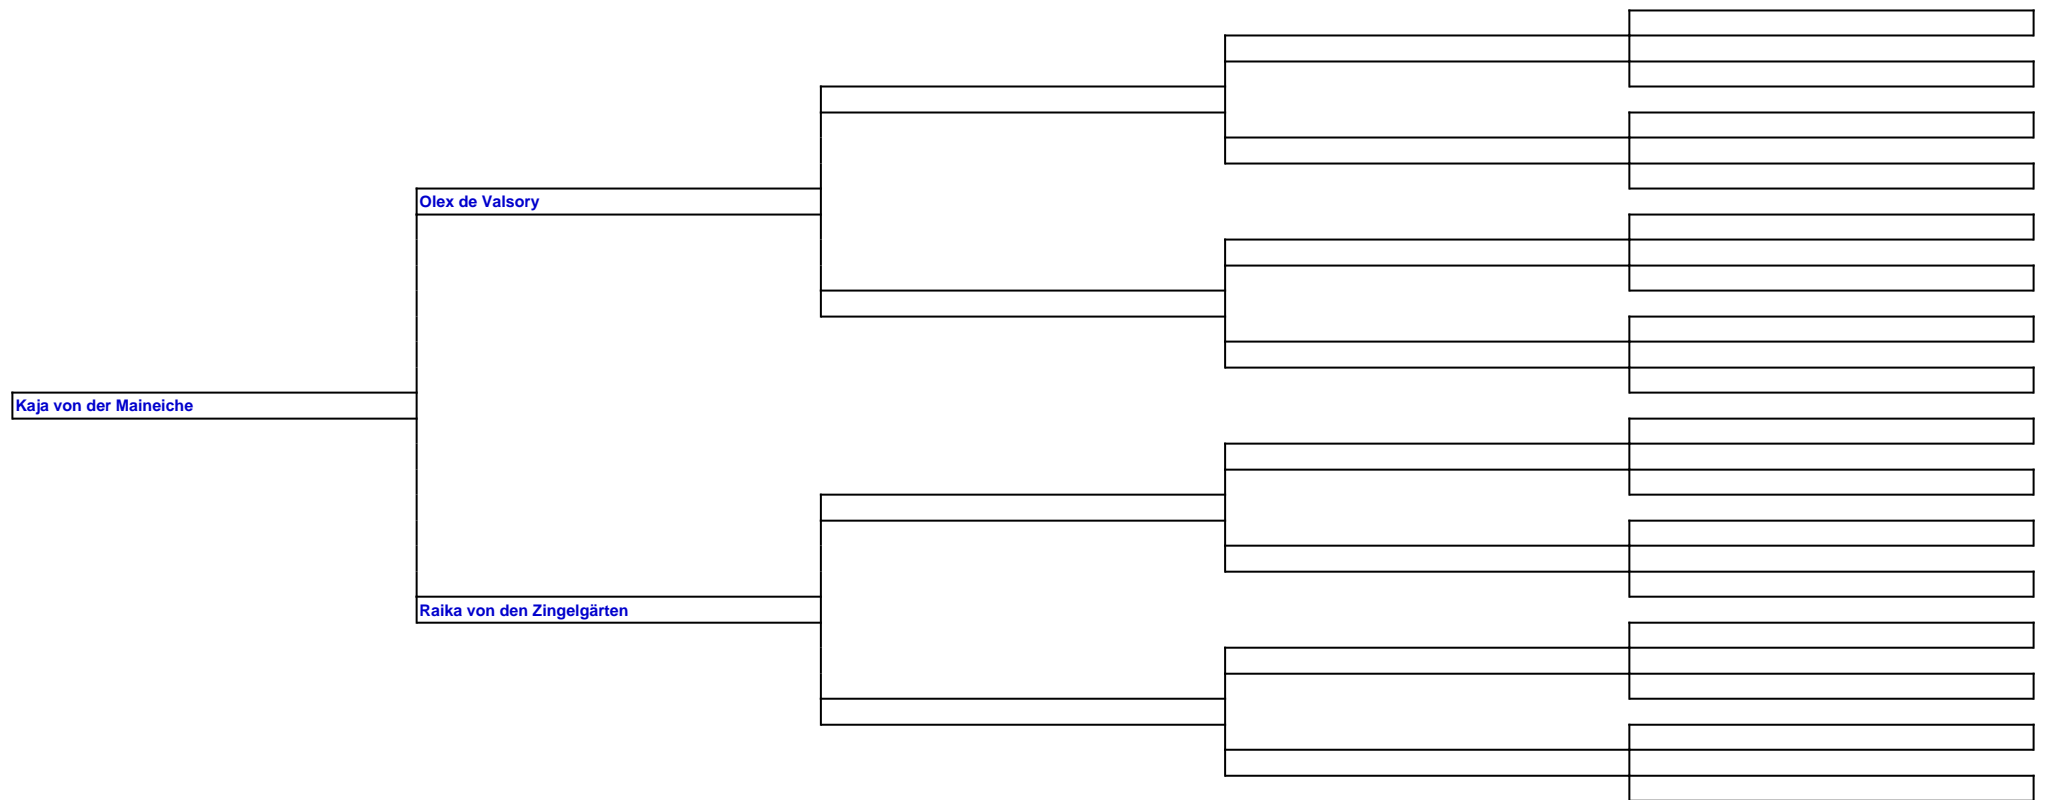 Olex de Valsory
Kaja von der Maineiche
Raika von den Zingelgärten